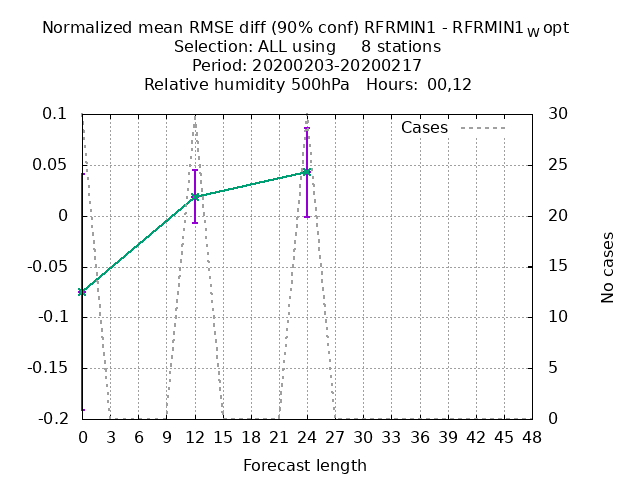 Normalized mean RMSE diff (90% conf) RFRMIN1 - RFRMIN1W opt
Selection: ALL using 8 stations
Period: 20200203-20200217
Relative humidity 500hPa Hours: 00,12
0.1
0.05
0
-0.05
-0.1
-0.15
-0.2
Cases
30
25
20
15
10
5
0
No cases
0 3 6 9 12 15 18 21 24 27 30 33 36 39 42 45 48
Forecast length